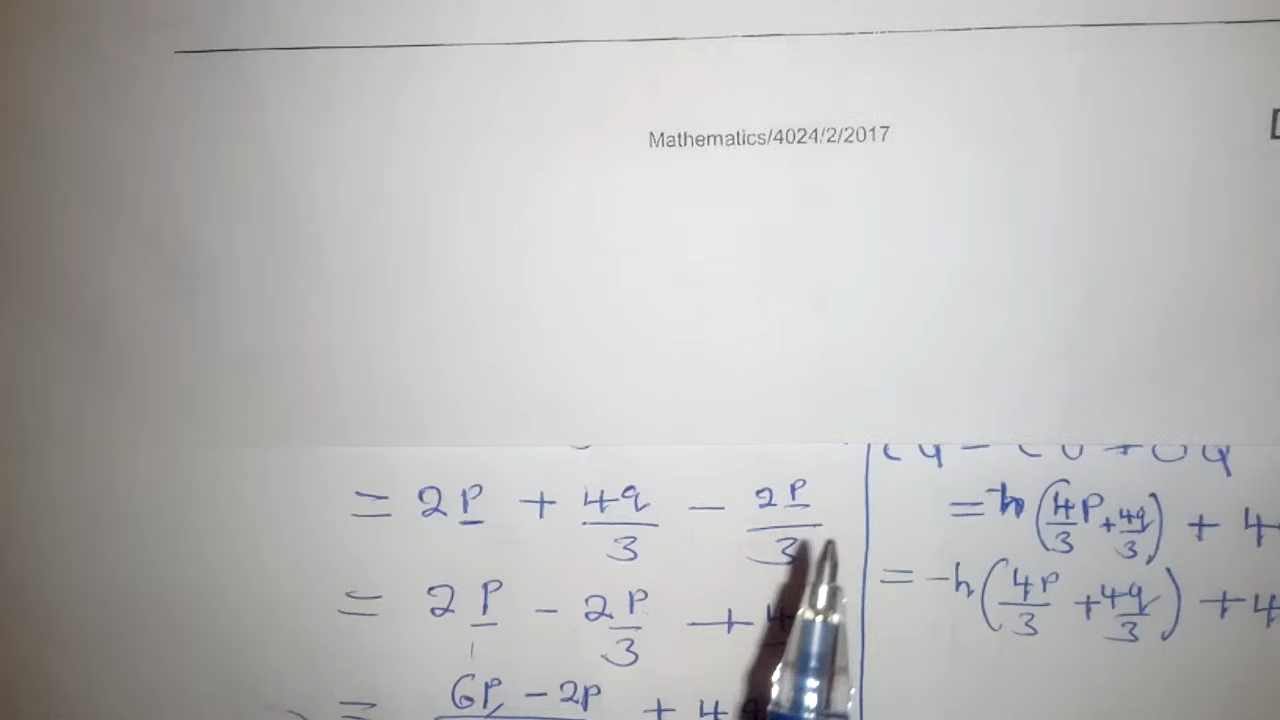 Mathematics/4024/2/2017
= 2p + 4q/3 - 2p/3
= 2p - 2p/3 + 4
= 6p - 2p + 4
= -h (4p/3 + 4q/3) + 4
= -h (4p/3 + 4q/3) + 4